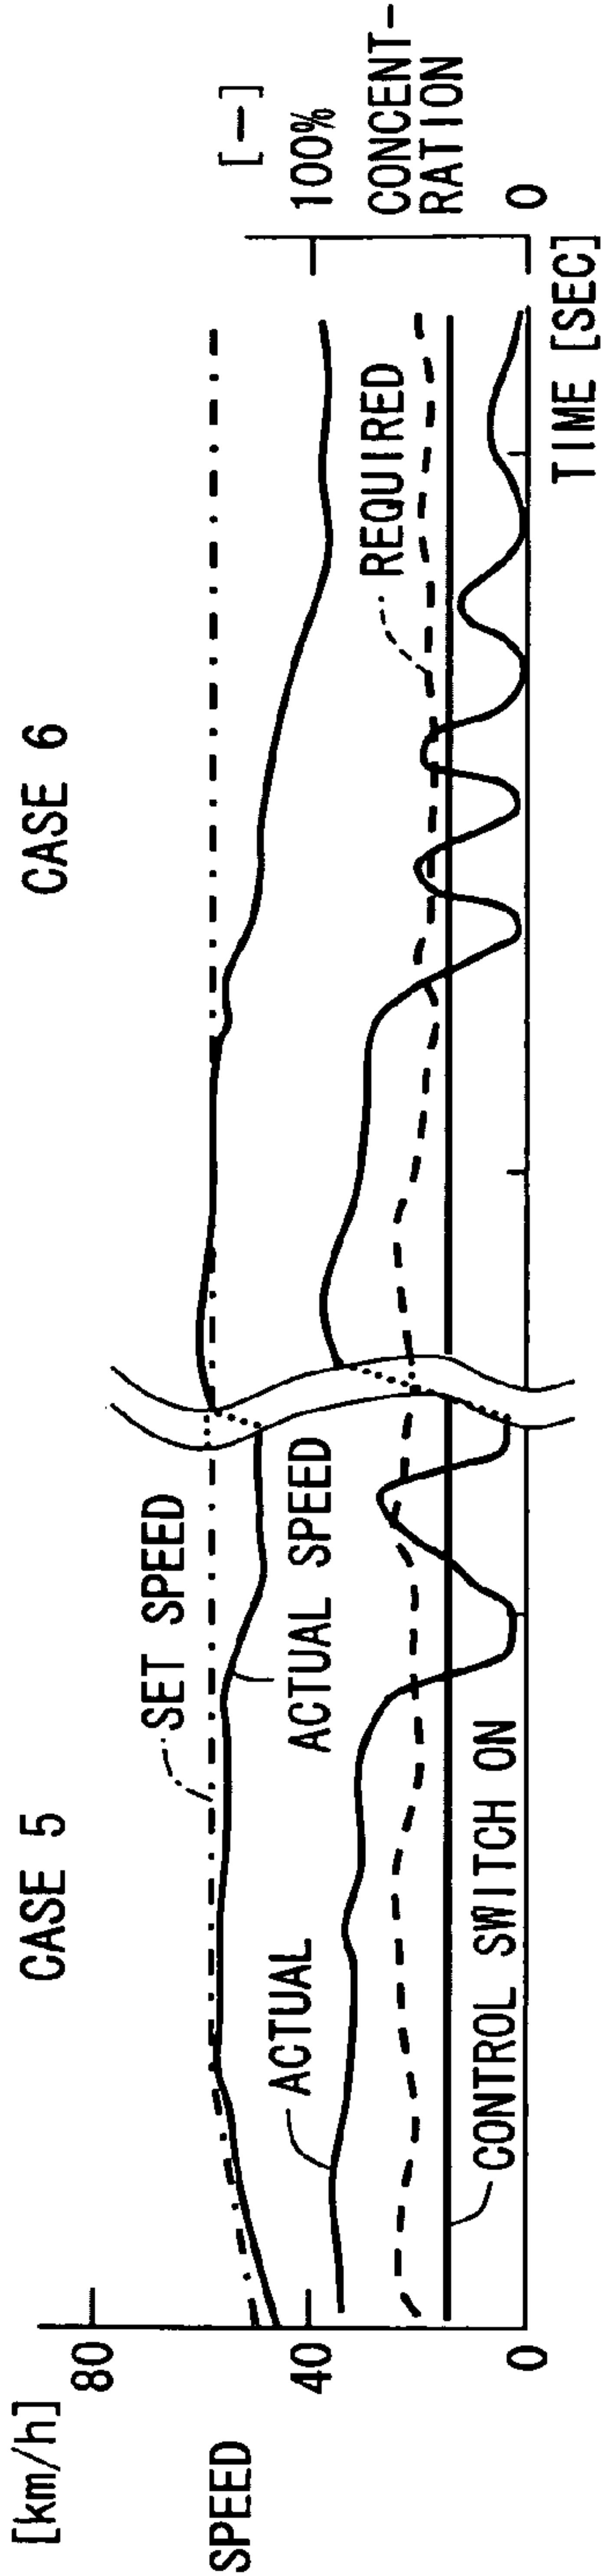 [km/h]
CASE 5
CASE 6
80
SPEED
40
0
SET SPEED
ACTUAL SPEED
ACTUAL
REQUIRED
CONTROL SWITCH ON
[-]
100%
CONCENT-
RATION
0
TIME [SEC]